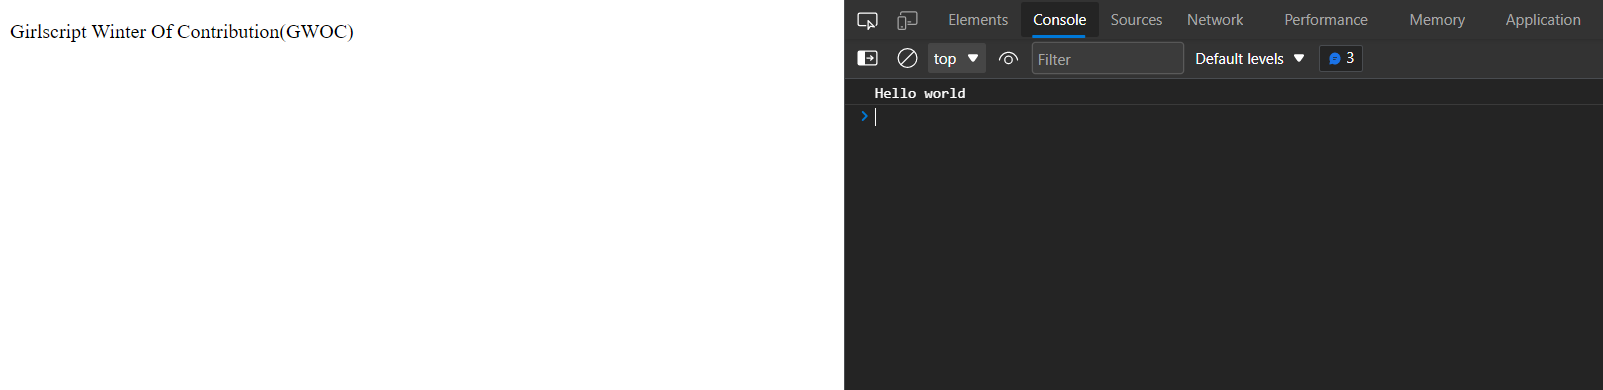 Girlscript Winter Of Contribution(GWOC)
Elements Console Sources Network Performance Memory Application
top Filter Default levels 3
Hello world